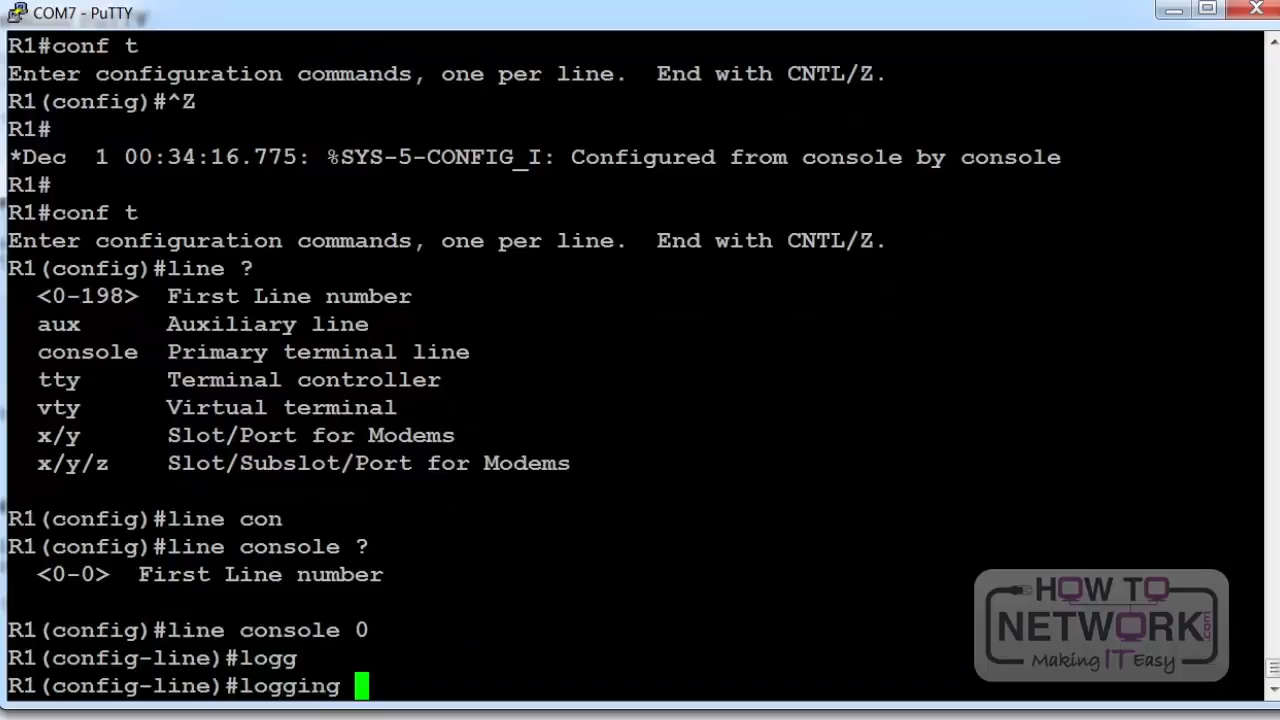 COM7 - PuTTY
R1#conf t
Enter configuration commands, one per line.  End with CNTL/Z.
R1(config)#^Z
R1#
*Dec  1 00:34:16.775: %SYS-5-CONFIG_I: Configured from console by console
R1#
R1#conf t
Enter configuration commands, one per line.  End with CNTL/Z.
R1(config)#line ?
  <0-198>  First Line number
  aux      Auxiliary line
  console  Primary terminal line
  tty      Terminal controller
  vty      Virtual terminal
  x/y      Slot/Port for Modems
  x/y/z    Slot/Subslot/Port for Modems
R1(config)#line con
R1(config)#line console ?
  <0-0>  First Line number
R1(config)#line console 0
R1(config-line)#logg
R1(config-line)#logging
HOW TO
NETWORK.com
Making IT Easy